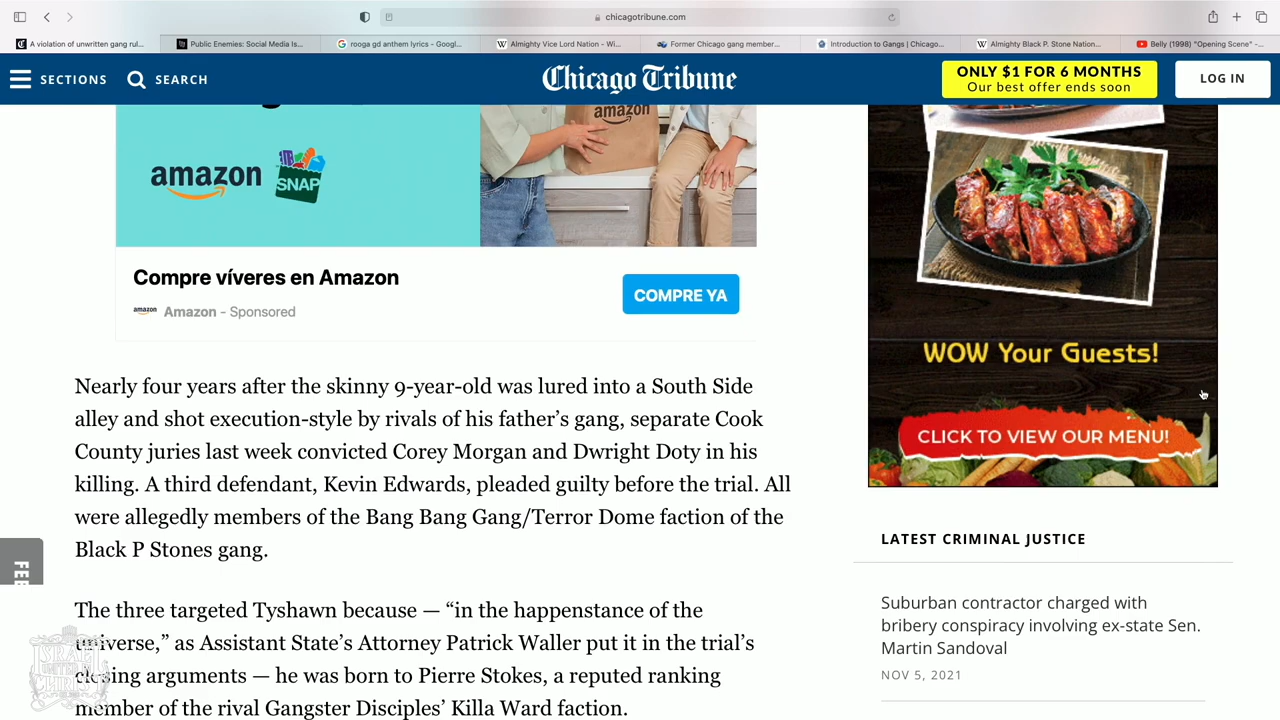 chicagotribune.com
A violation of unwritten gang rul...
Public Enemies: Social Media Is...
rooga gd anthem lyrics - Googl...
Almighty Vice Lord Nation - Wi...
Former Chicago gang member...
Introduction to Gangs | Chicago...
Almighty Black P. Stone Nation...
Belly (1998) "Opening Scene" -...
SECTIONS
SEARCH
Chicago Tribune
ONLY $1 FOR 6 MONTHS
Our best offer ends soon
LOG IN
amazon
SNAP
amazon
Compre víveres en Amazon
amazon
Amazon - Sponsored
COMPRE YA
Nearly four years after the skinny 9-year-old was lured into a South Side
alley and shot execution-style by rivals of his father’s gang, separate Cook
County juries last week convicted Corey Morgan and Dwright Doty in his
killing. A third defendant, Kevin Edwards, pleaded guilty before the trial. All
were allegedly members of the Bang Bang Gang/Terror Dome faction of the
Black P Stones gang.
The three targeted Tyshawn because — “in the happenstance of the
universe,” as Assistant State’s Attorney Patrick Waller put it in the trial’s
closing arguments — he was born to Pierre Stokes, a reputed ranking
member of the rival Gangster Disciples’ Killa Ward faction.
WOW Your Guests!
CLICK TO VIEW OUR MENU!
LATEST CRIMINAL JUSTICE
Suburban contractor charged with
bribery conspiracy involving ex-state Sen.
Martin Sandoval
NOV 5, 2021
FEE
ISRAEL
UNITED IN
CHRIST